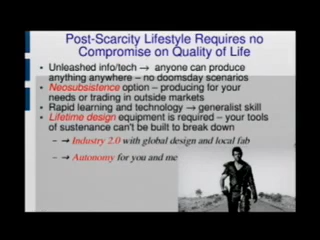 Post-Scarcity Lifestyle Requires no
Compromise on Quality of Life
• Unleashed info/tech → anyone can produce
anything anywhere – no doomsday scenarios
• Neosubsistence option – producing for your
needs or trading in outside markets
• Rapid learning and technology → generalist skill
• Lifetime design equipment is required – your tools
of sustenance can't be built to break down
– → Industry 2.0 with global design and local fab
– → Autonomy for you and me